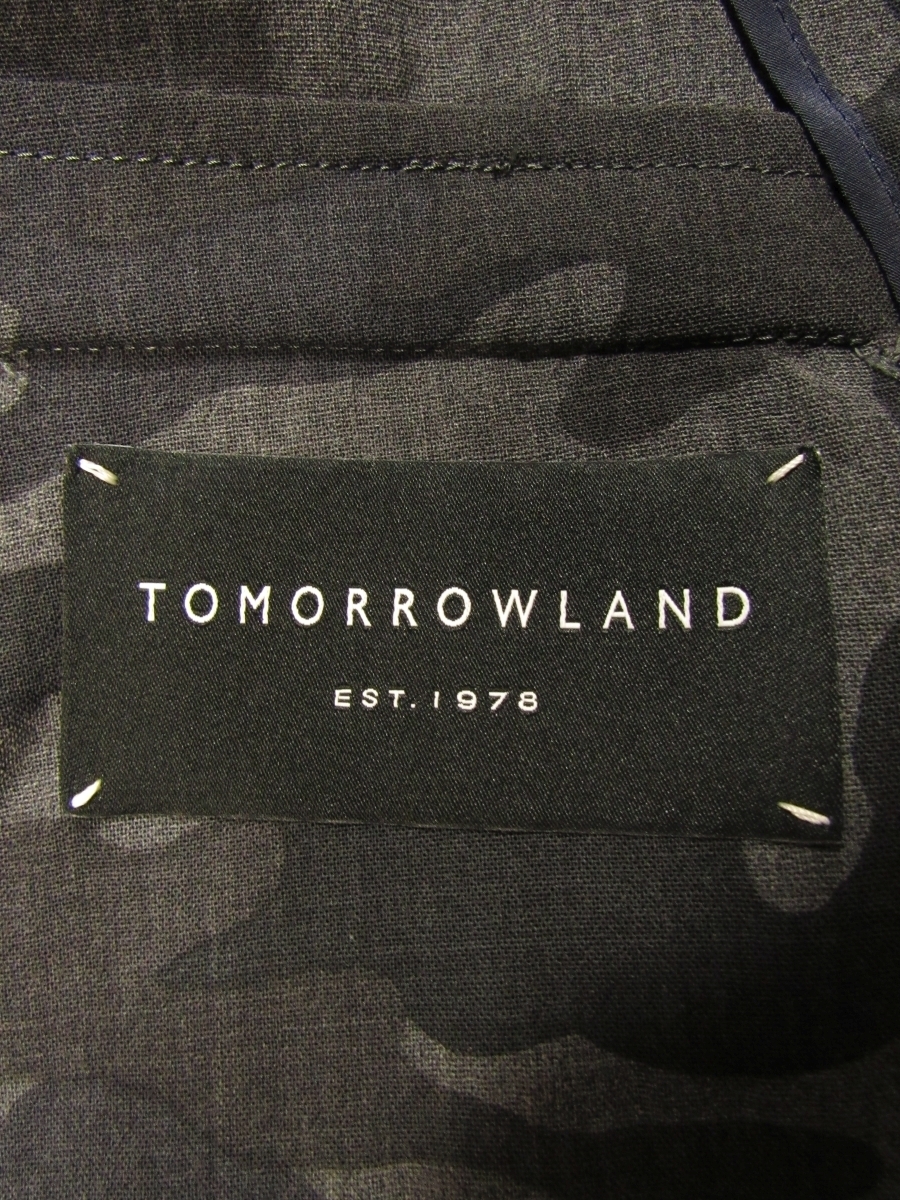 TOMORROWLAND
EST. 1978